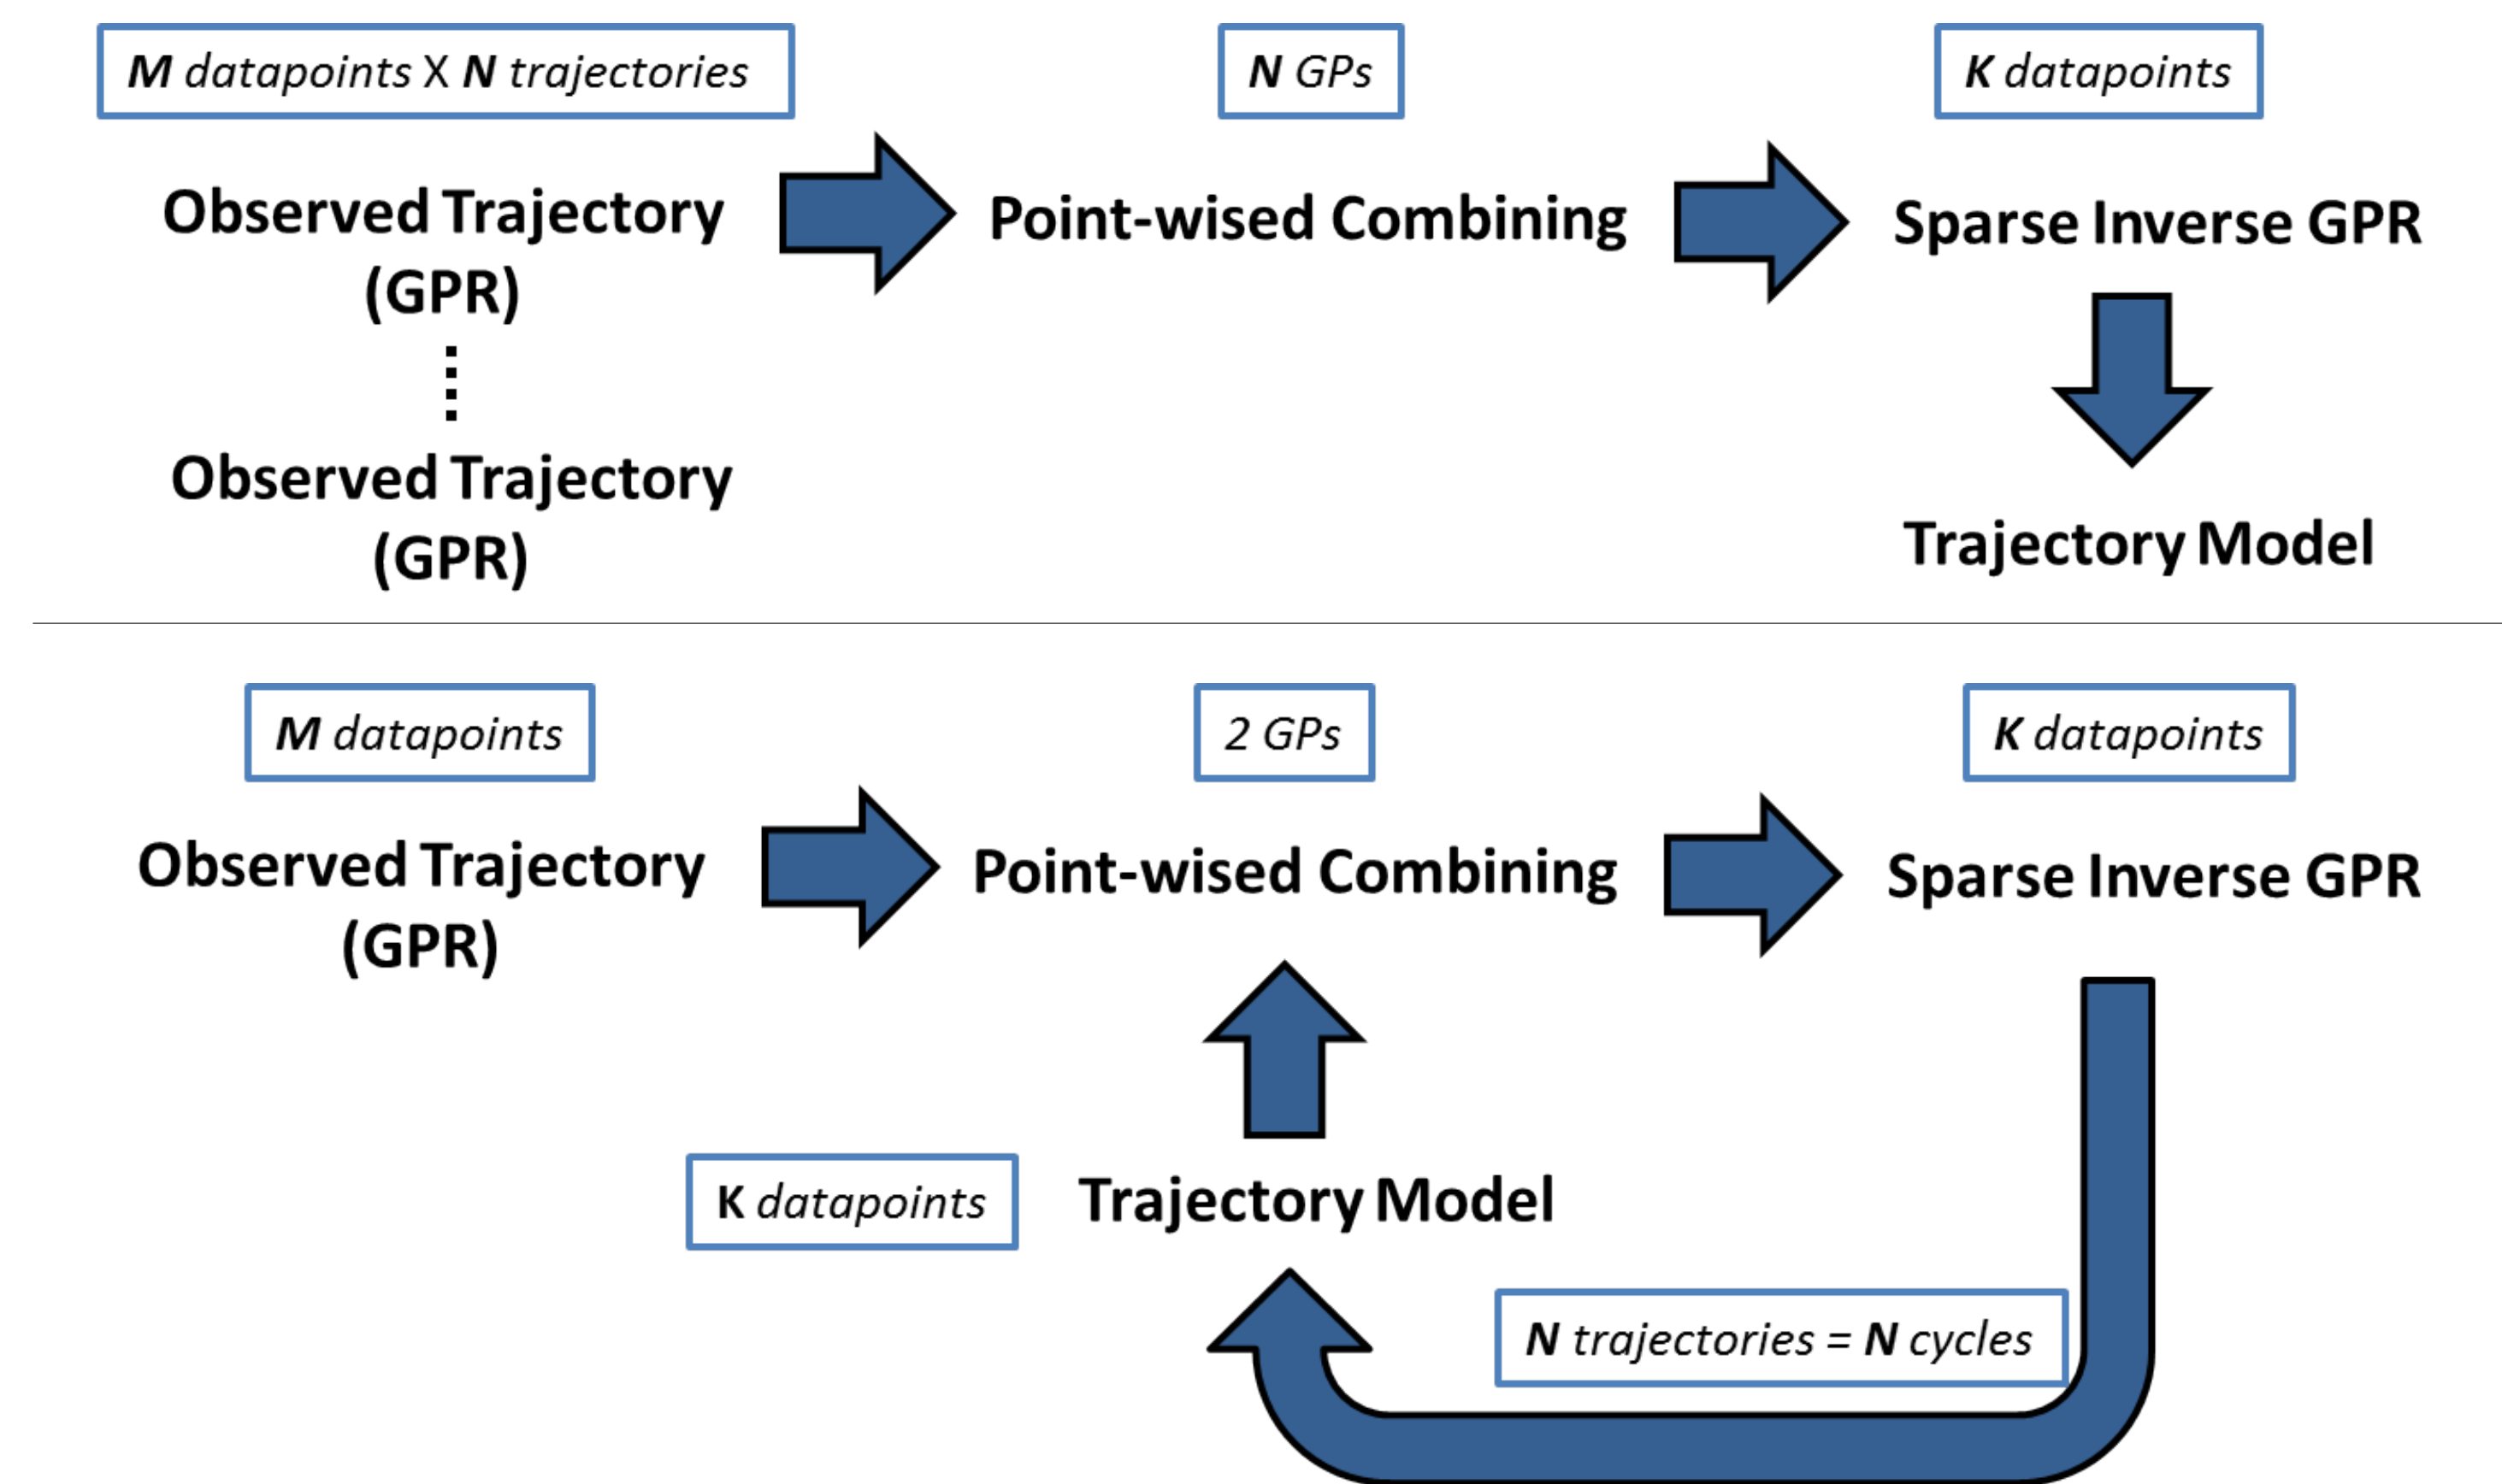 M datapoints X N trajectories
N GPs
K datapoints
Observed Trajectory
(GPR)
Point-wised Combining
Sparse Inverse GPR
Observed Trajectory
(GPR)
Trajectory Model
M datapoints
2 GPs
K datapoints
Observed Trajectory
(GPR)
Point-wised Combining
Sparse Inverse GPR
K datapoints
Trajectory Model
N trajectories = N cycles